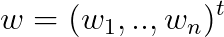 w = (w_1, .., w_n)^t